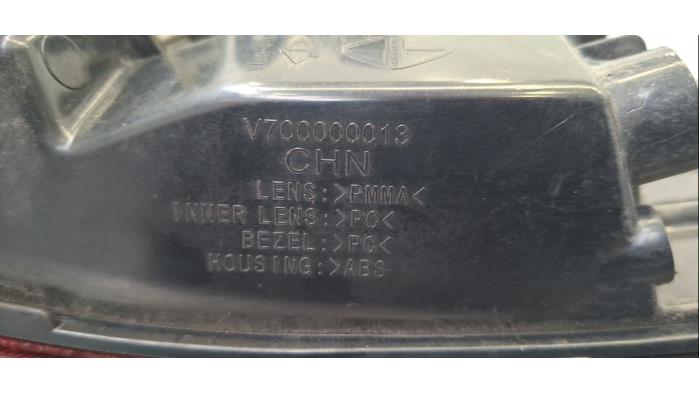 V700000013
CHN
LENS:>PMMA<
INNER LENS:>PC<
BEZEL:>PC<
HOUSING:>ABS